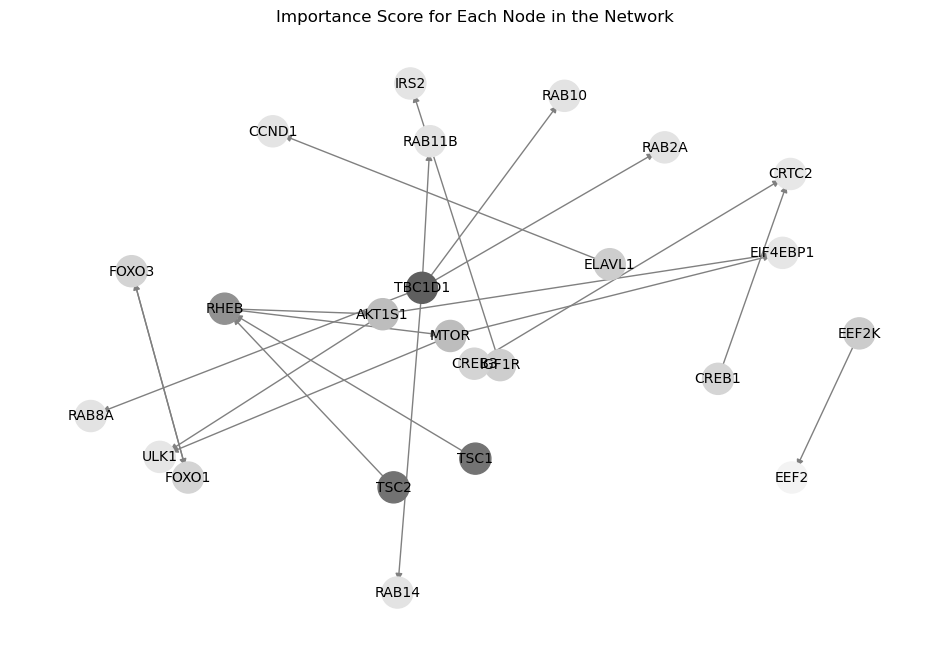 Importance Score for Each Node in the Network
IRS2
RAB10
CCND1
RAB11B
RAB2A
CRTC2
EIF4EBP1
ELAVL1
FOXO3
TBC1D1
RHEB
AKT1S1
MTOR
EEF2K
CREB3
IGF1R
CREB1
RAB8A
ULK1
TSC1
FOXO1
EEF2
TSC2
RAB14